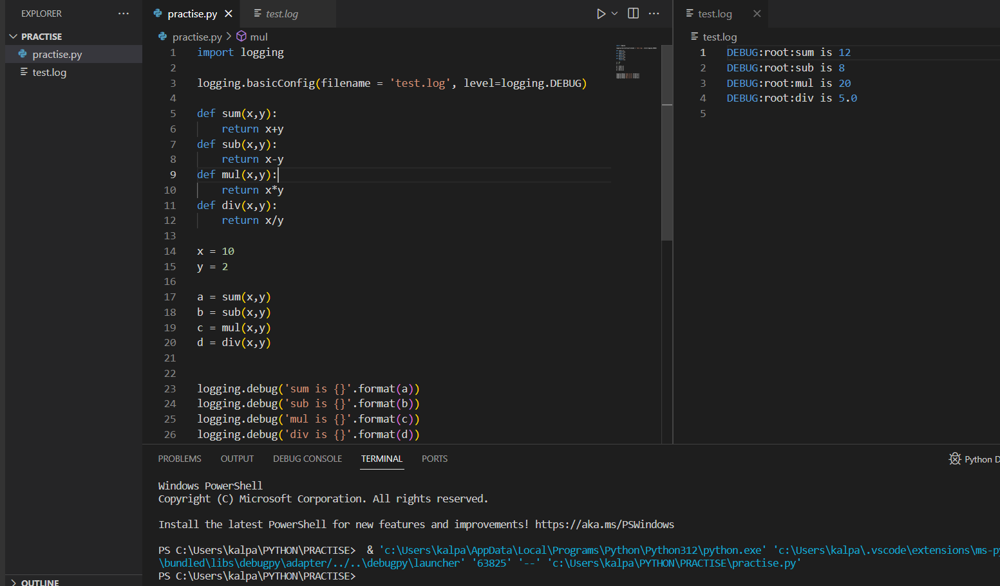 EXPLORER ...
PRACTISE
practise.py
test.log
OUTLINE
practise.py test.log
practise.py > mul
1 import logging
2
3 logging.basicConfig(filename = 'test.log', level=logging.DEBUG)
4
5 def sum(x,y):
6     return x+y
7 def sub(x,y):
8     return x-y
9 def mul(x,y):
10     return x*y
11 def div(x,y):
12     return x/y
13
14 x = 10
15 y = 2
16
17 a = sum(x,y)
18 b = sub(x,y)
19 c = mul(x,y)
20 d = div(x,y)
21
22
23 logging.debug('sum is {}'.format(a))
24 logging.debug('sub is {}'.format(b))
25 logging.debug('mul is {}'.format(c))
26 logging.debug('div is {}'.format(d))
test.log
test.log
1 DEBUG:root:sum is 12
2 DEBUG:root:sub is 8
3 DEBUG:root:mul is 20
4 DEBUG:root:div is 5.0
5
PROBLEMS OUTPUT DEBUG CONSOLE TERMINAL PORTS
Python D
Windows PowerShell
Copyright (C) Microsoft Corporation. All rights reserved.
Install the latest PowerShell for new features and improvements! https://aka.ms/PSWindows
PS C:\Users\kalpa\PYTHON\PRACTISE>  & 'c:\Users\kalpa\AppData\Local\Programs\Python\Python312\python.exe' 'c:\Users\kalpa\.vscode\extensions\ms-py
\bundled\libs\debugpy\adapter/../..\debugpy\launcher' '63825' '--' 'c:\Users\kalpa\PYTHON\PRACTISE\practise.py'
PS C:\Users\kalpa\PYTHON\PRACTISE>